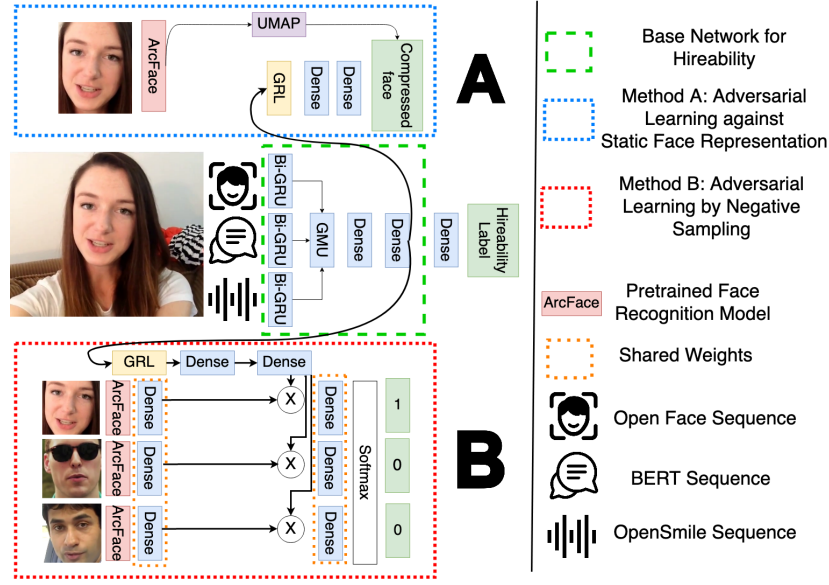 ArcFace
UMAP
GRL
Dense
Dense
Compressed
face
A
Bi-GRU
Bi-GRU
Bi-GRU
GMU
Dense
Dense
Dense
Hireability
Label
GRL
Dense
Dense
ArcFace
Dense
X
Dense
1
ArcFace
Dense
X
Dense
Softmax
0
B
ArcFace
Dense
X
Dense
0
Base Network for
Hireability
Method A: Adversarial
Learning against
Static Face Representation
Method B: Adversarial
Learning by Negative
Sampling
ArcFace
Pretrained Face
Recognition Model
Shared Weights
Open Face Sequence
BERT Sequence
OpenSmile Sequence